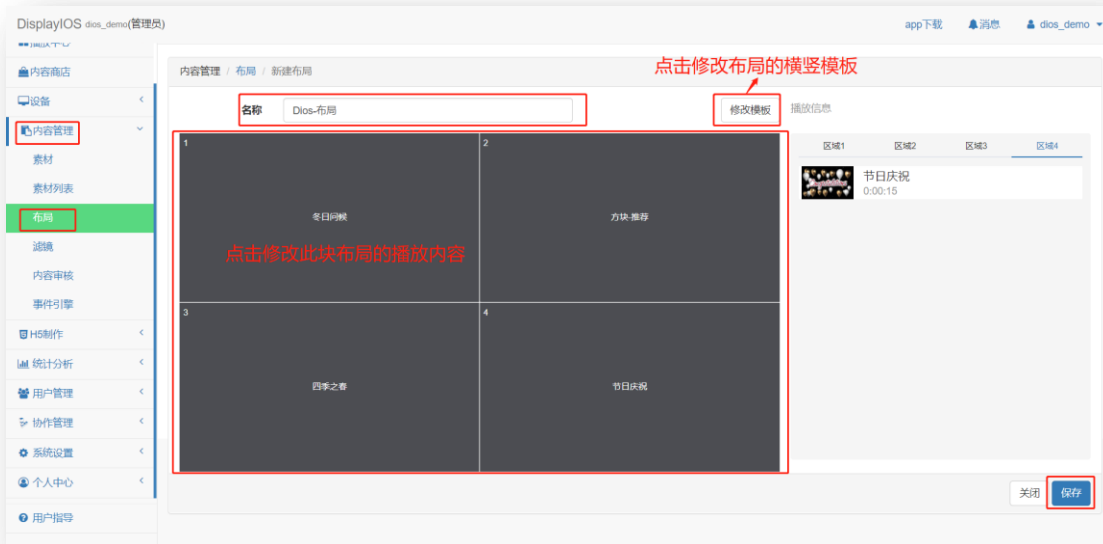 DisplayIOS dios_demo(管理员)
app下载
消息
dios_demo
内容商店
设备
内容管理
素材
素材列表
布局
滤镜
内容审核
事件引擎
H5制作
统计分析
用户管理
协作管理
系统设置
个人中心
用户指导
内容管理 / 布局 / 新建布局
点击修改布局的横竖模板
名称
Dios-布局
修改模板
播放信息
1
冬日问候
2
方块-推荐
点击修改此块布局的播放内容
3
四季之春
4
节日庆祝
区域1
区域2
区域3
区域4
节日庆祝
0:00:15
关闭
保存